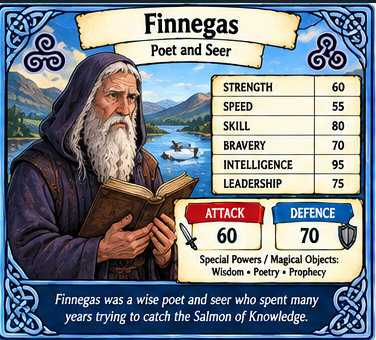 Finnegas
Poet and Seer
STRENGTH 60
SPEED 55
SKILL 80
BRAVERY 70
INTELLIGENCE 95
LEADERSHIP 75
ATTACK DEFENCE
60 70
Special Powers / Magical Objects:
Wisdom • Poetry • Prophecy
Finnegas was a wise poet and seer who spent many
years trying to catch the Salmon of Knowledge.